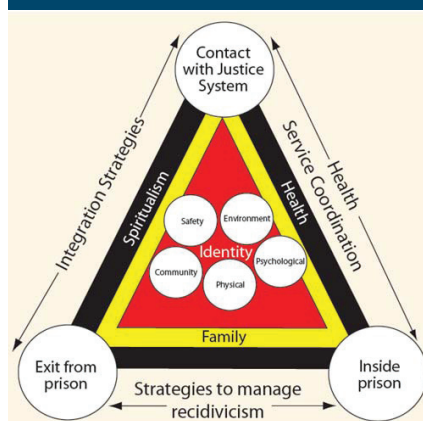 Contact
with Justice
System
Integration Strategies
Health
Service Coordination
Spiritualism
Health
Safety
Environment
Identity
Community
Psychological
Physical
Family
Exit from
prison
Inside
prison
Strategies to manage
recidivicism